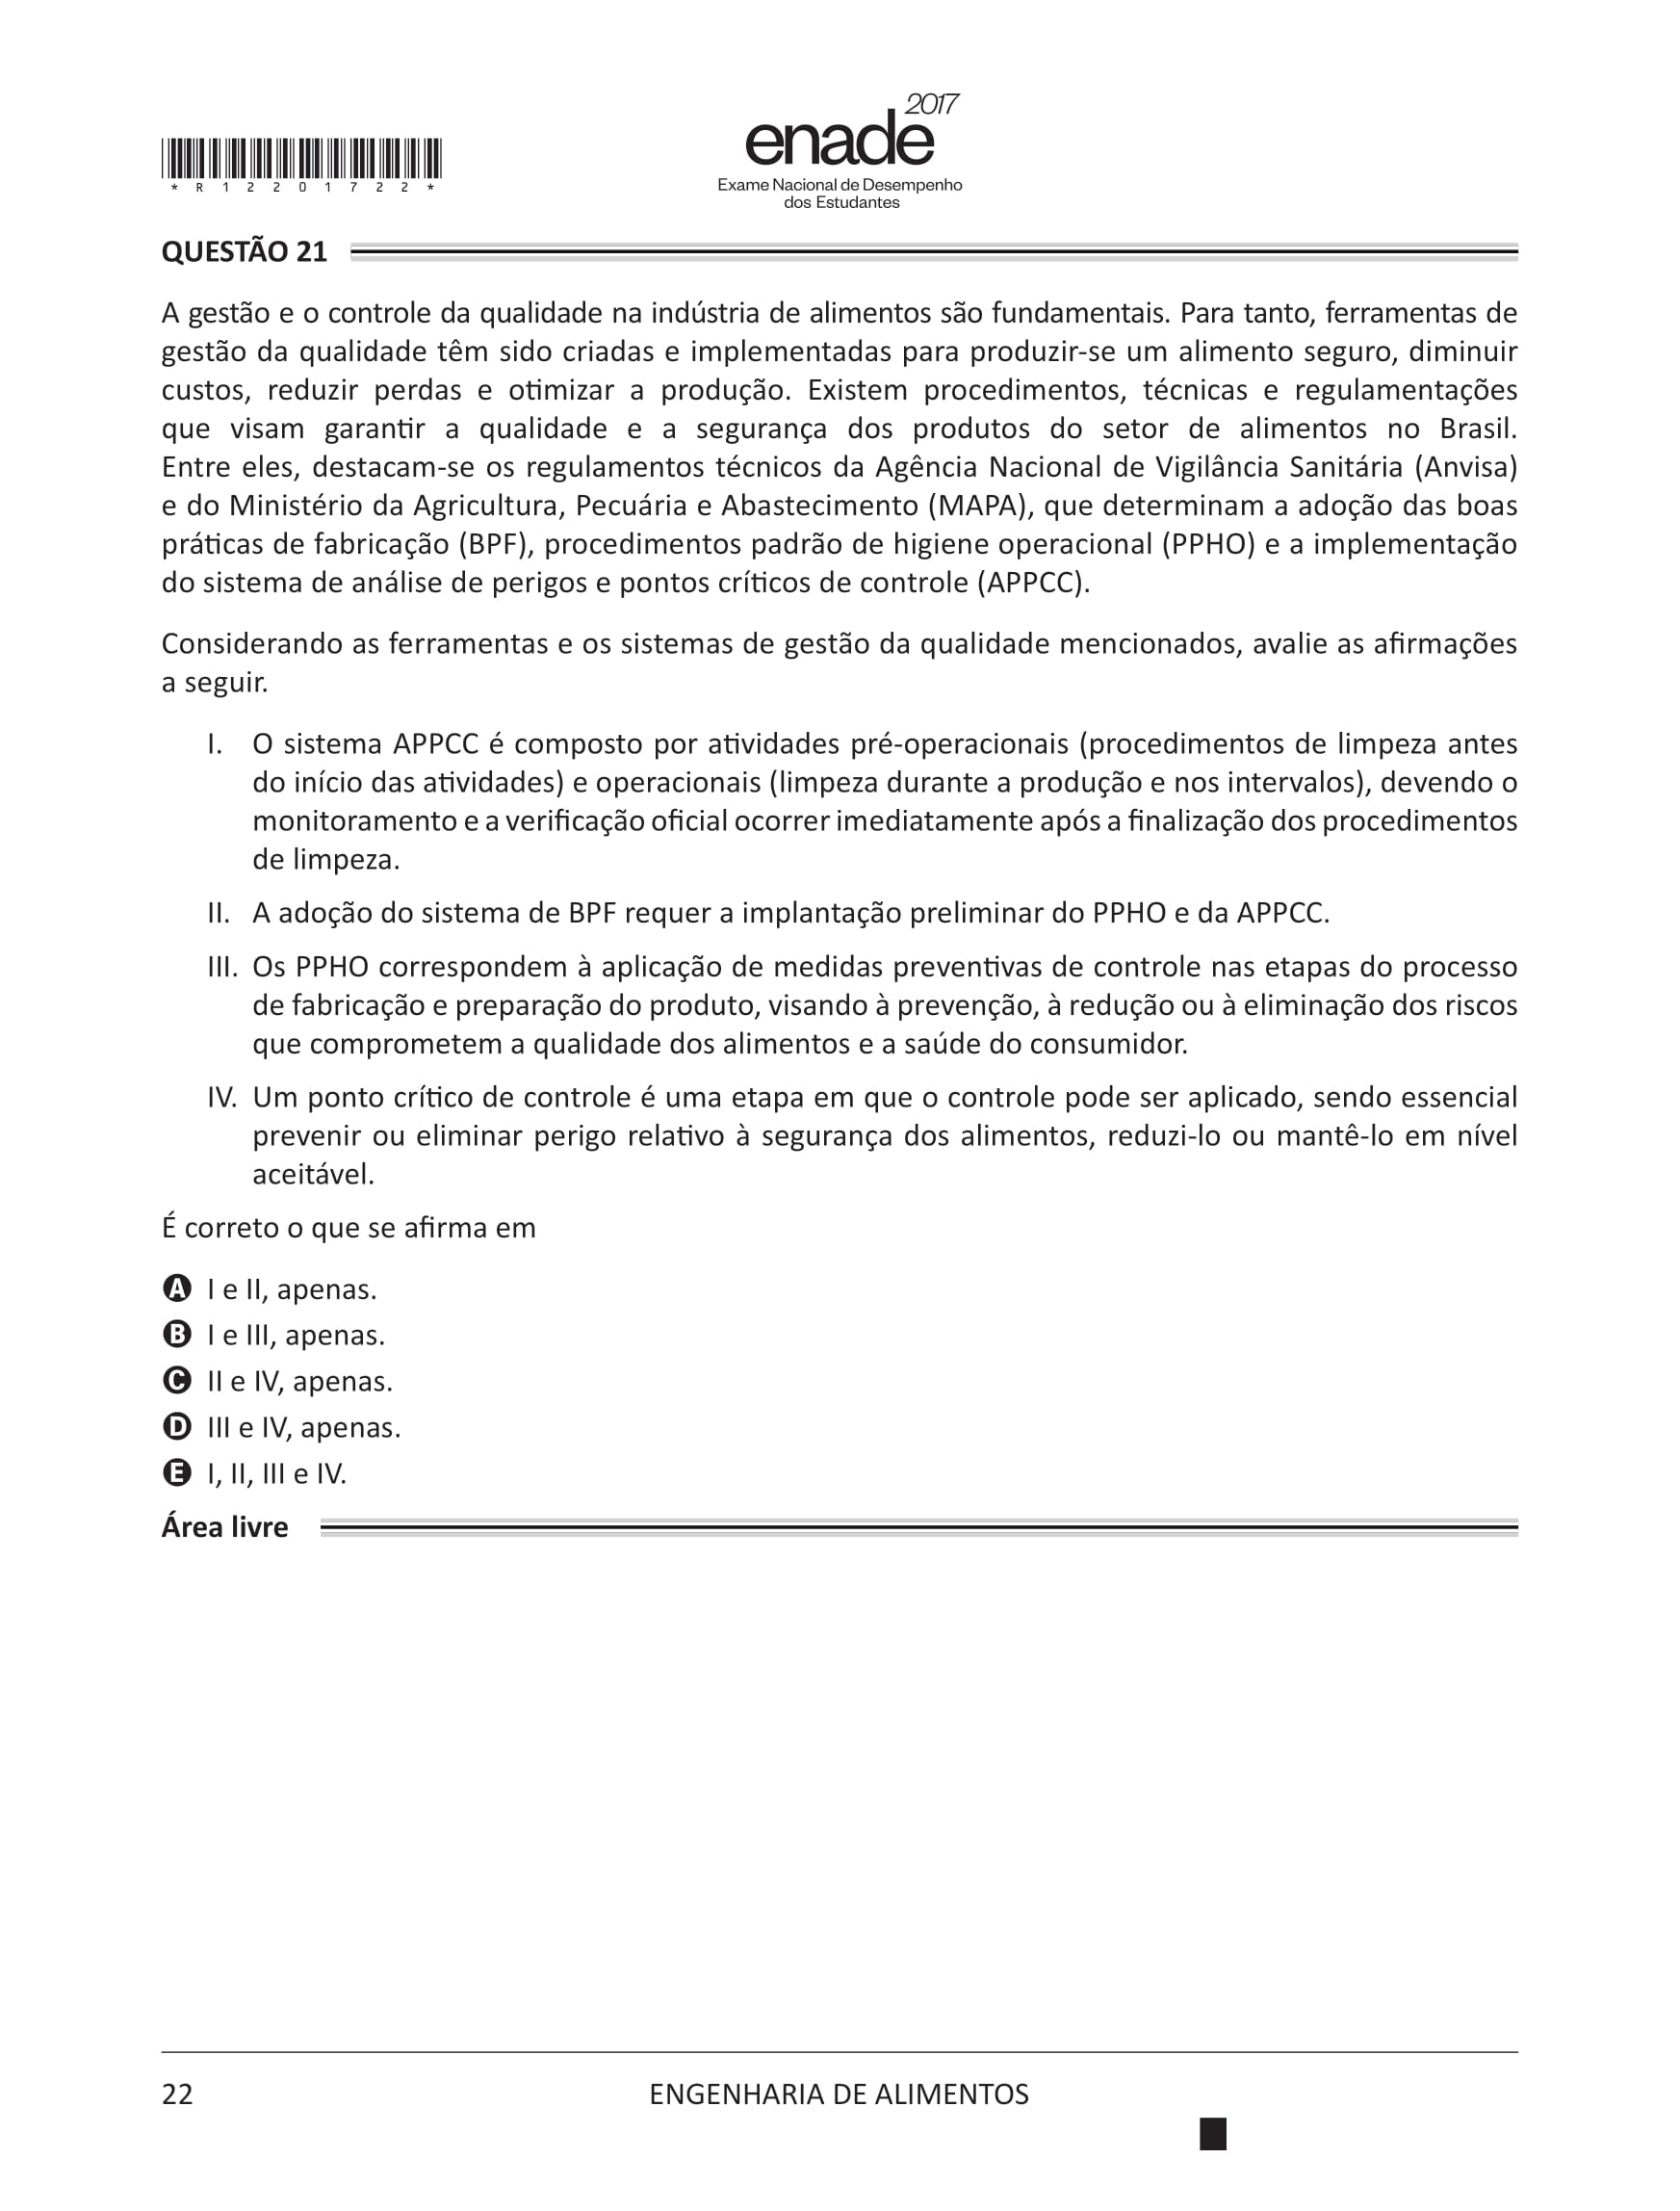 2017
enade
Exame Nacional de Desempenho
dos Estudantes
* R 1 2 2 0 1 7 2 2 *
QUESTÃO 21
A gestão e o controle da qualidade na indústria de alimentos são fundamentais. Para tanto, ferramentas de
gestão da qualidade têm sido criadas e implementadas para produzir-se um alimento seguro, diminuir
custos, reduzir perdas e otimizar a produção. Existem procedimentos, técnicas e regulamentações
que visam garantir a qualidade e a segurança dos produtos do setor de alimentos no Brasil.
Entre eles, destacam-se os regulamentos técnicos da Agência Nacional de Vigilância Sanitária (Anvisa)
e do Ministério da Agricultura, Pecuária e Abastecimento (MAPA), que determinam a adoção das boas
práticas de fabricação (BPF), procedimentos padrão de higiene operacional (PPHO) e a implementação
do sistema de análise de perigos e pontos críticos de controle (APPCC).
Considerando as ferramentas e os sistemas de gestão da qualidade mencionados, avalie as afirmações
a seguir.
I. O sistema APPCC é composto por atividades pré-operacionais (procedimentos de limpeza antes
do início das atividades) e operacionais (limpeza durante a produção e nos intervalos), devendo o
monitoramento e a verificação oficial ocorrer imediatamente após a finalização dos procedimentos
de limpeza.
II. A adoção do sistema de BPF requer a implantação preliminar do PPHO e da APPCC.
III. Os PPHO correspondem à aplicação de medidas preventivas de controle nas etapas do processo
de fabricação e preparação do produto, visando à prevenção, à redução ou à eliminação dos riscos
que comprometem a qualidade dos alimentos e a saúde do consumidor.
IV. Um ponto crítico de controle é uma etapa em que o controle pode ser aplicado, sendo essencial
prevenir ou eliminar perigo relativo à segurança dos alimentos, reduzi-lo ou mantê-lo em nível
aceitável.
É correto o que se afirma em
A I e II, apenas.
B I e III, apenas.
C II e IV, apenas.
D III e IV, apenas.
E I, II, III e IV.
Área livre
22
ENGENHARIA DE ALIMENTOS